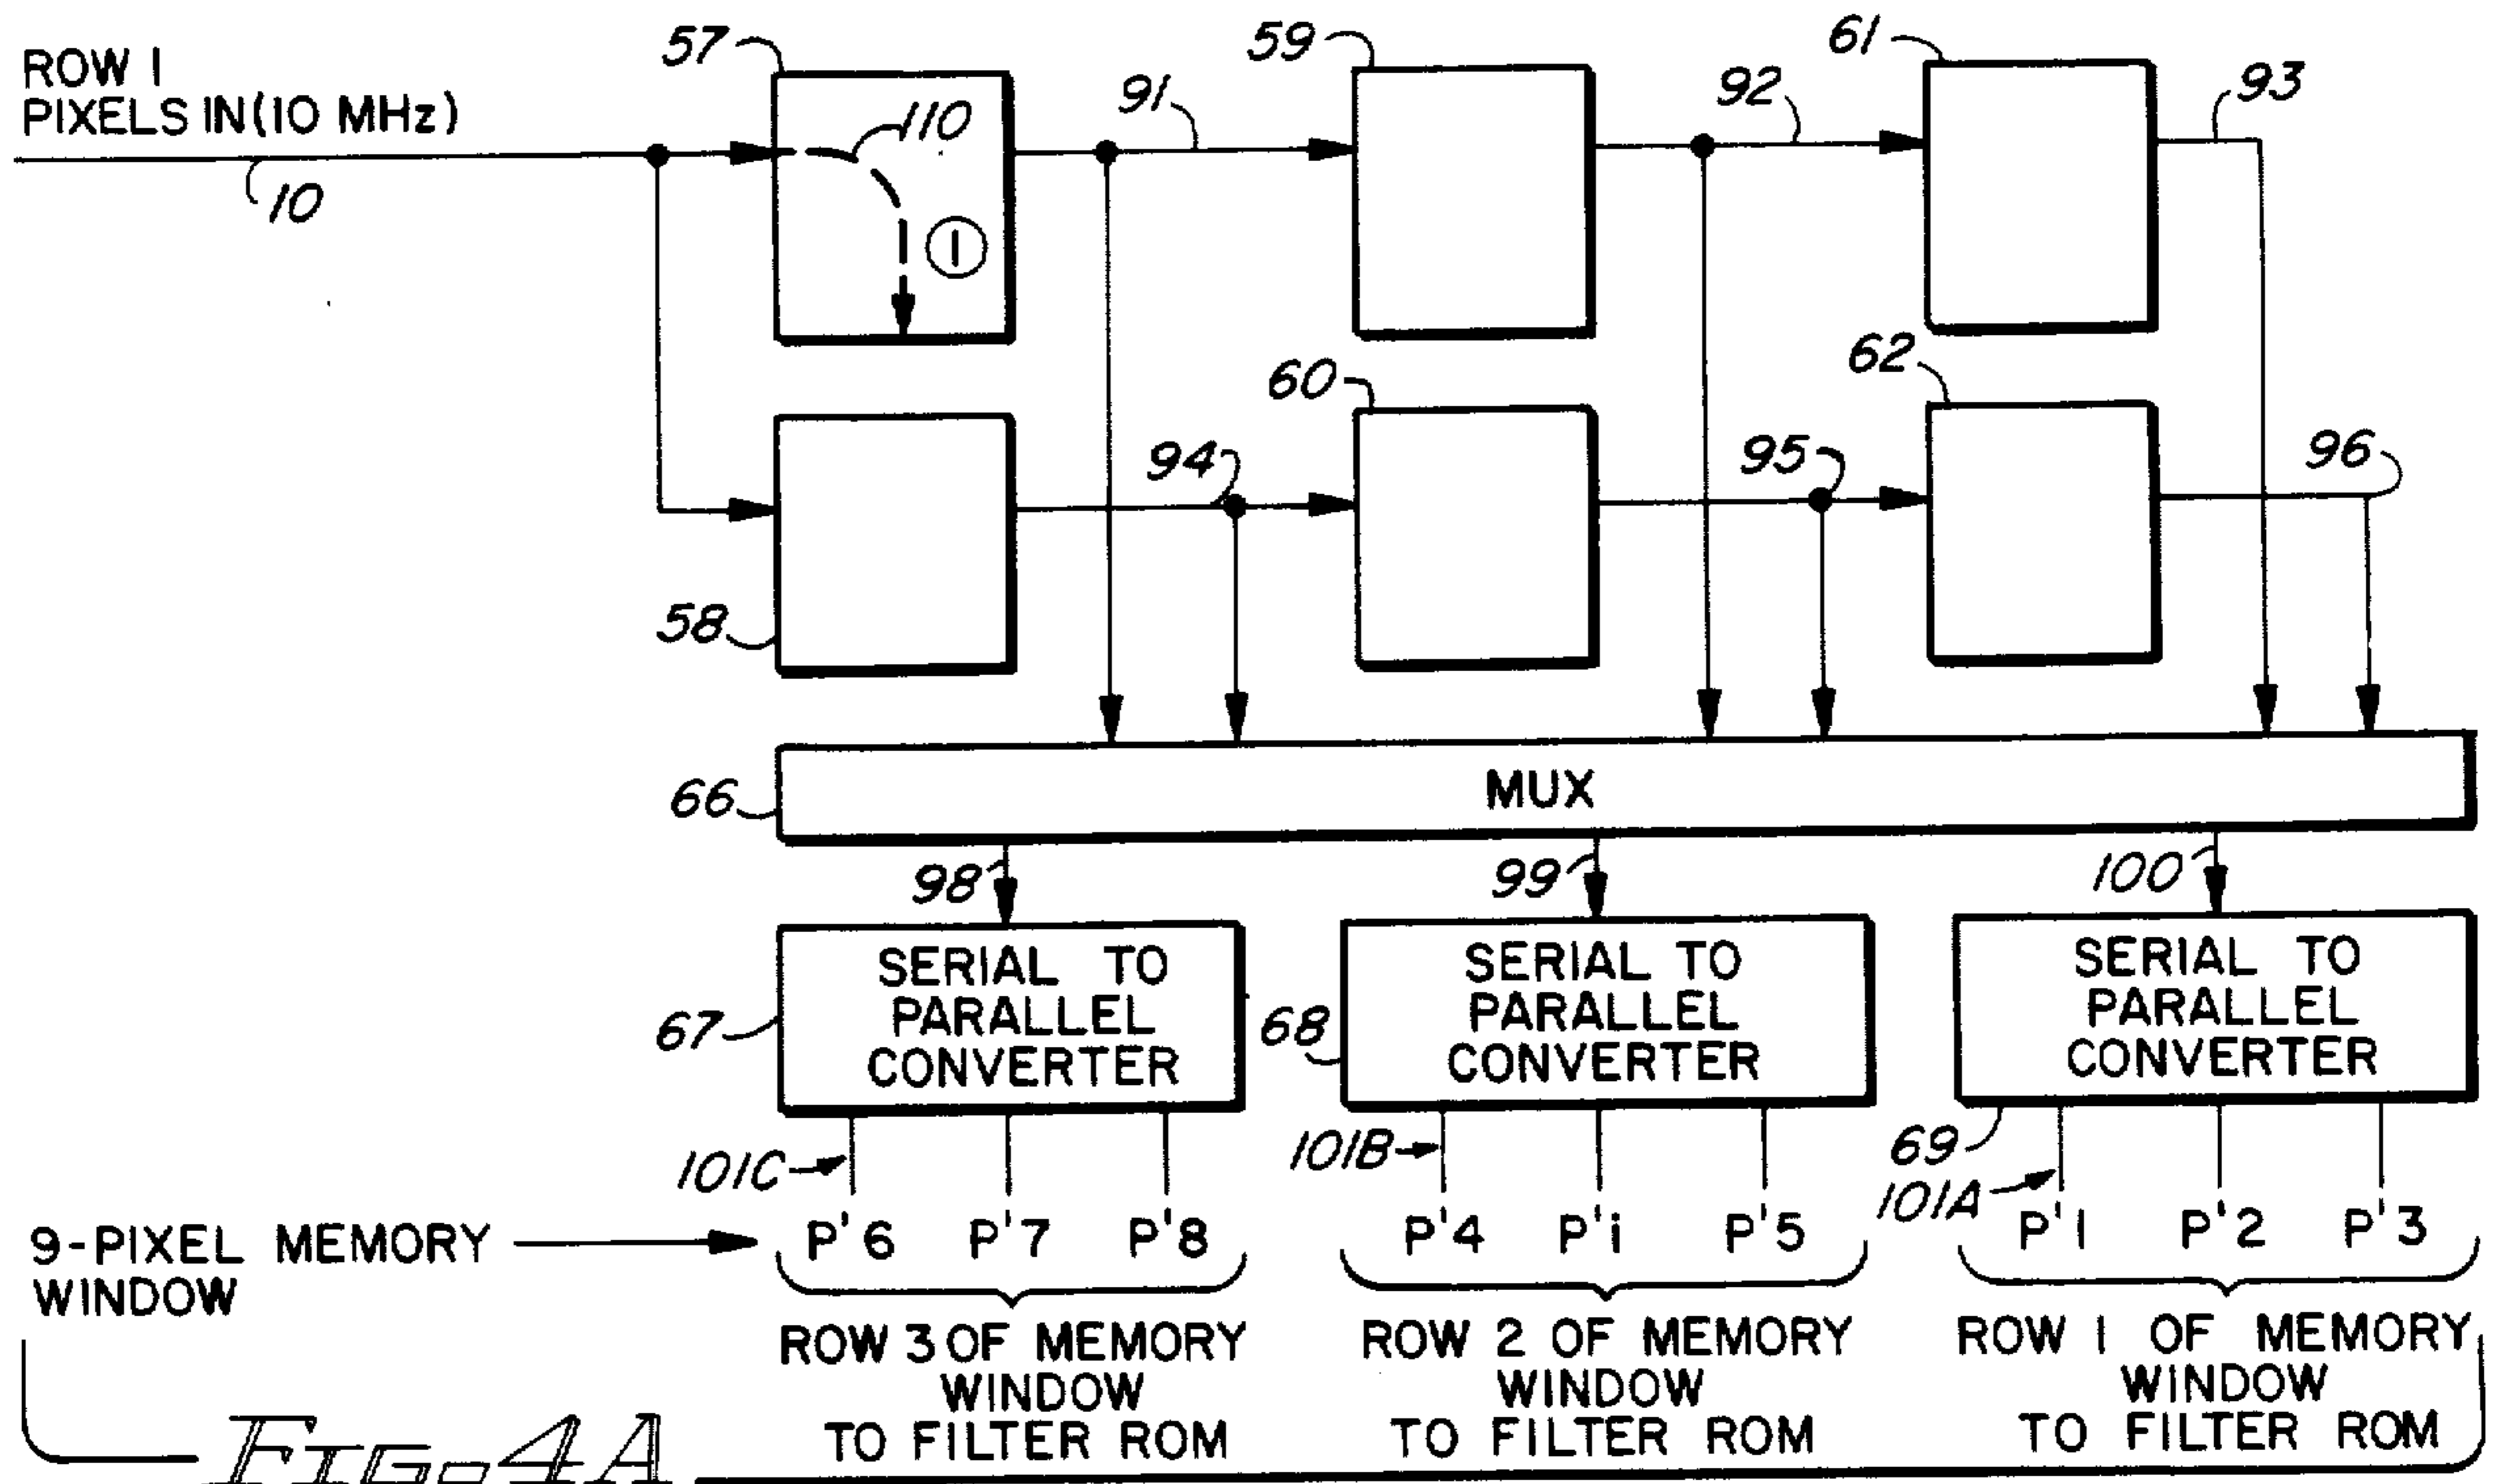 ROW 1
PIXELS IN (10 MHz)
10
57
110
1
91
59
92
61
93
58
94
60
95
62
96
66
MUX
98
99
100
67
SERIAL TO
PARALLEL
CONVERTER
68
SERIAL TO
PARALLEL
CONVERTER
69
SERIAL TO
PARALLEL
CONVERTER
101C
101B
101A
9-PIXEL MEMORY
WINDOW
P'6 P'7 P'8
P'4 P'i P'5
P'1 P'2 P'3
ROW 3 OF MEMORY
WINDOW
TO FILTER ROM
ROW 2 OF MEMORY
WINDOW
TO FILTER ROM
ROW 1 OF MEMORY
WINDOW
TO FILTER ROM
FIG-4A